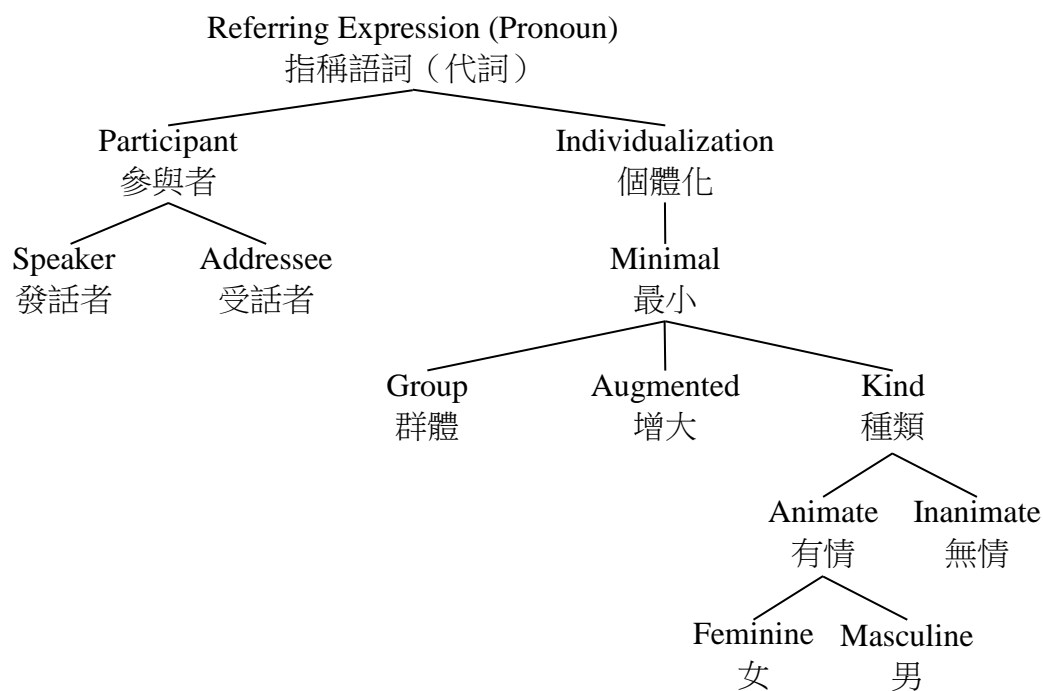 Referring Expression (Pronoun)
指稱語詞（代詞）
Participant Individualization
參與者 個體化
Speaker Addressee Minimal
發話者 受話者 最小
Group Augmented Kind
群體 增大 種類
Animate Inanimate
有情 無情
Feminine Masculine
女 男